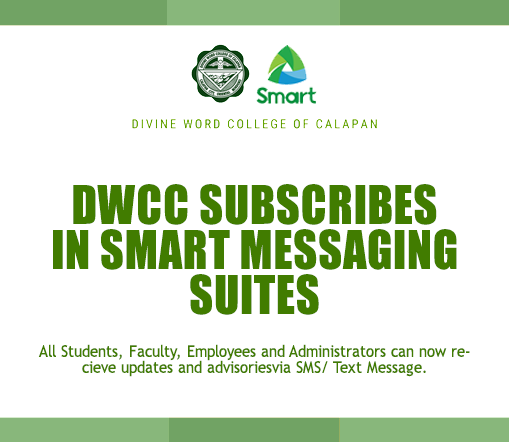 Smart
DIVINE WORD COLLEGE OF CALAPAN
DWCC SUBSCRIBES
IN SMART MESSAGING
SUITES
All Students, Faculty, Employees and Administrators can now re-
cieve updates and advisoriesvia SMS/ Text Message.